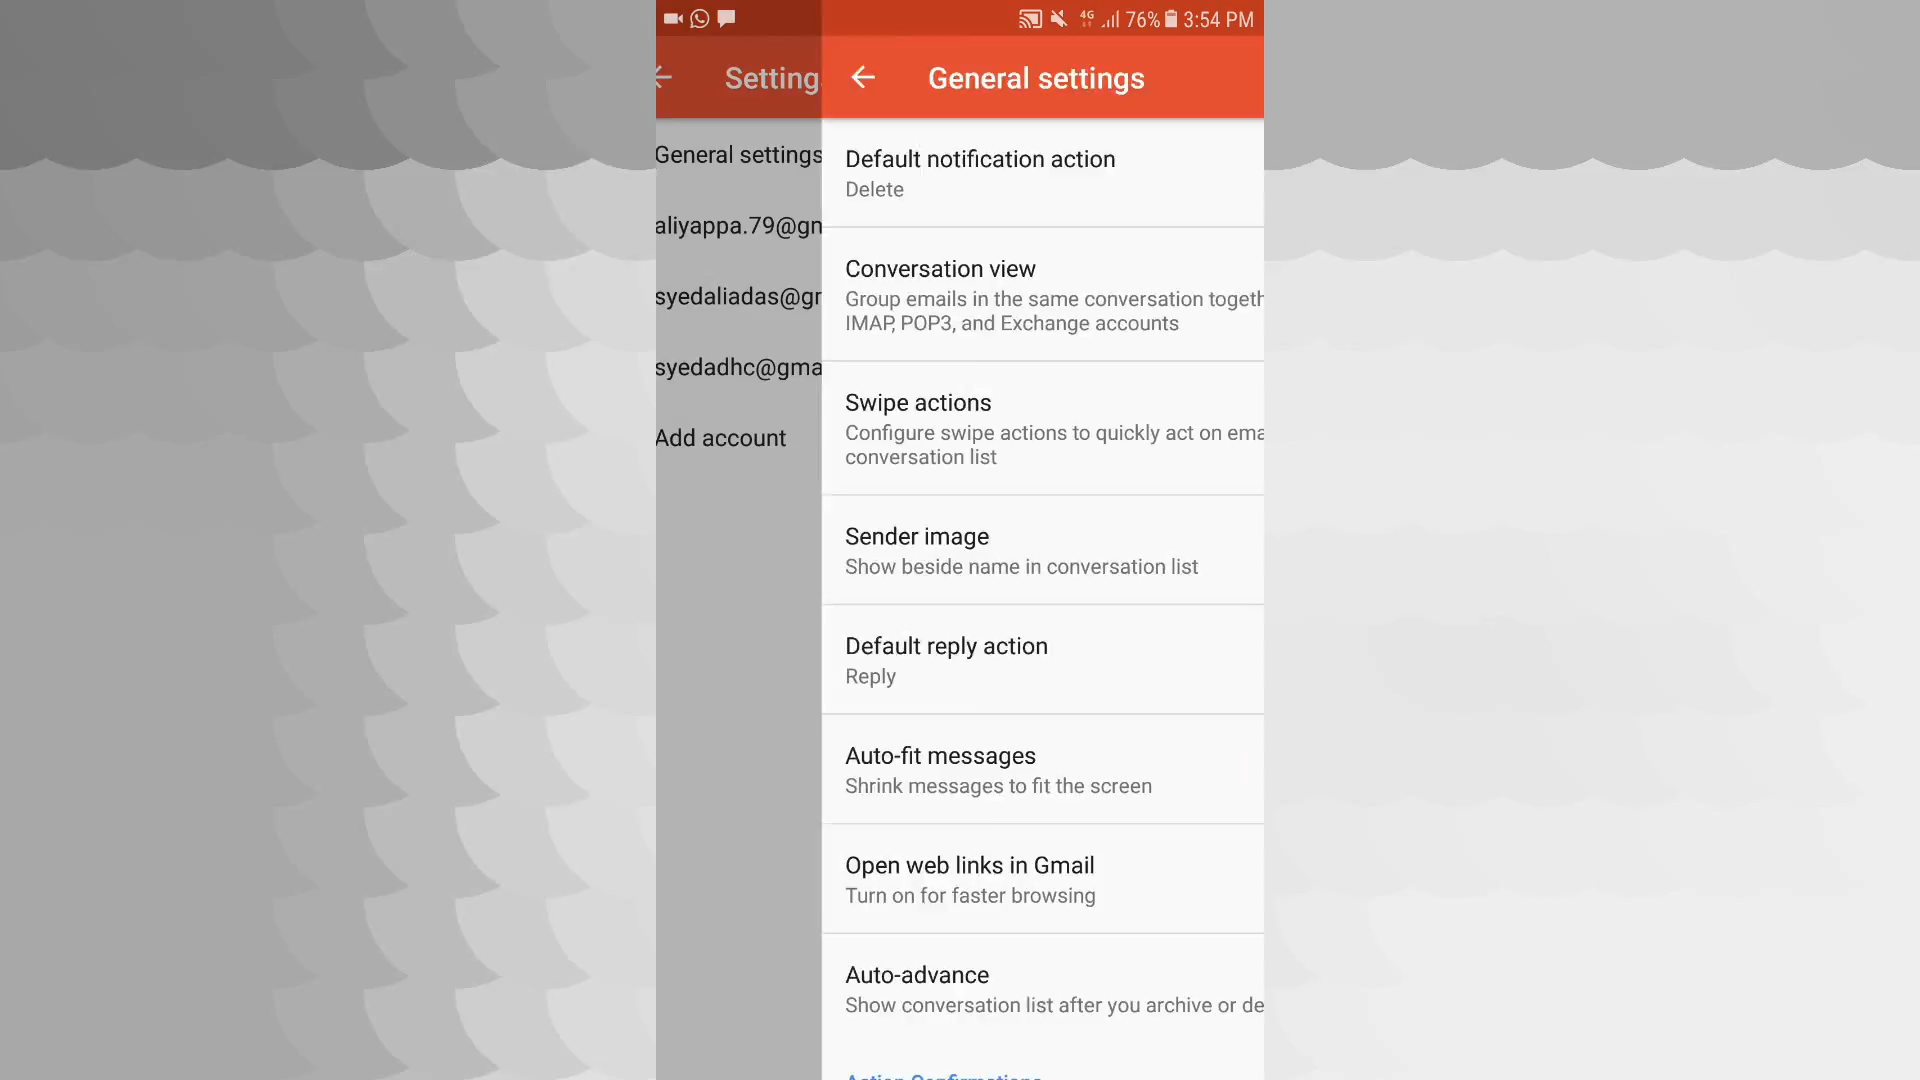 4G 76% 3:54 PM
Setting
General settings
General settings
aliyappa.79@gn
syedaliadas@gr
syedadhc@gma
Add account
Default notification action
Delete
Conversation view
Group emails in the same conversation togeth
IMAP, POP3, and Exchange accounts
Swipe actions
Configure swipe actions to quickly act on ema
conversation list
Sender image
Show beside name in conversation list
Default reply action
Reply
Auto-fit messages
Shrink messages to fit the screen
Open web links in Gmail
Turn on for faster browsing
Auto-advance
Show conversation list after you archive or de
Action Confirmations